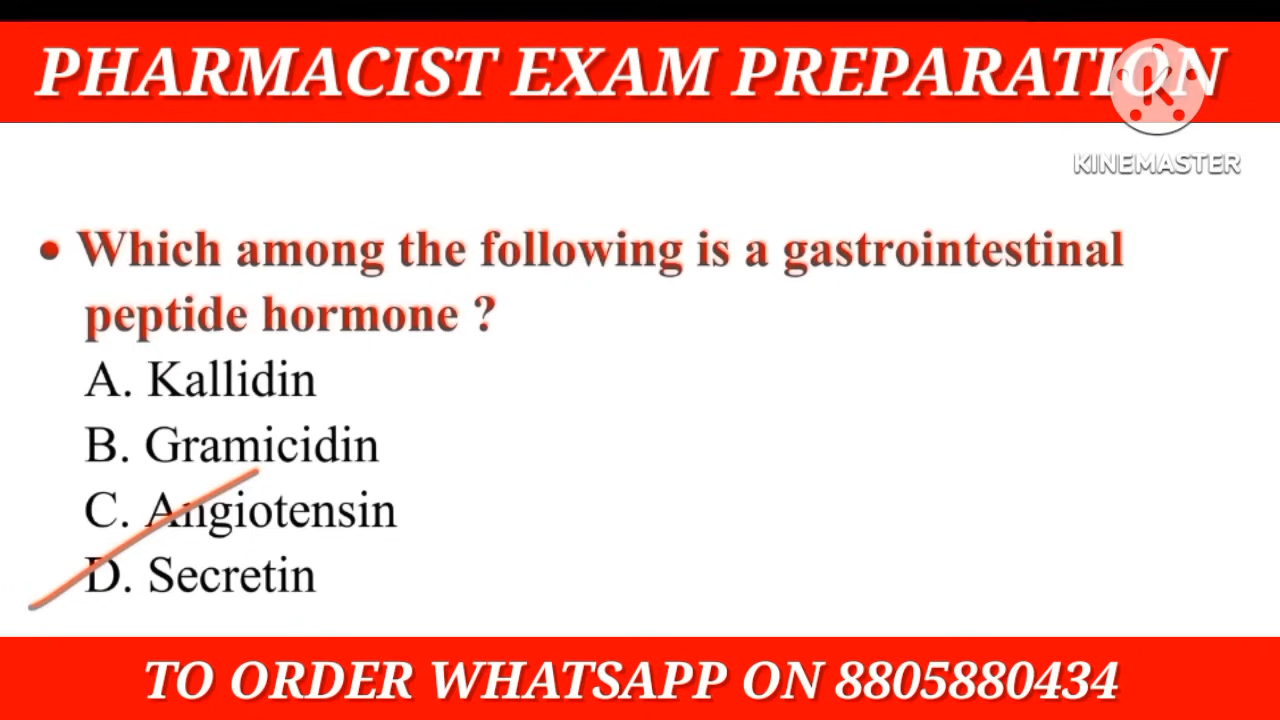 PHARMACIST EXAM PREPARATION
KINEMASTER
• Which among the following is a gastrointestinal
peptide hormone ?
A. Kallidin
B. Gramicidin
C. Angiotensin
D. Secretin
TO ORDER WHATSAPP ON 8805880434